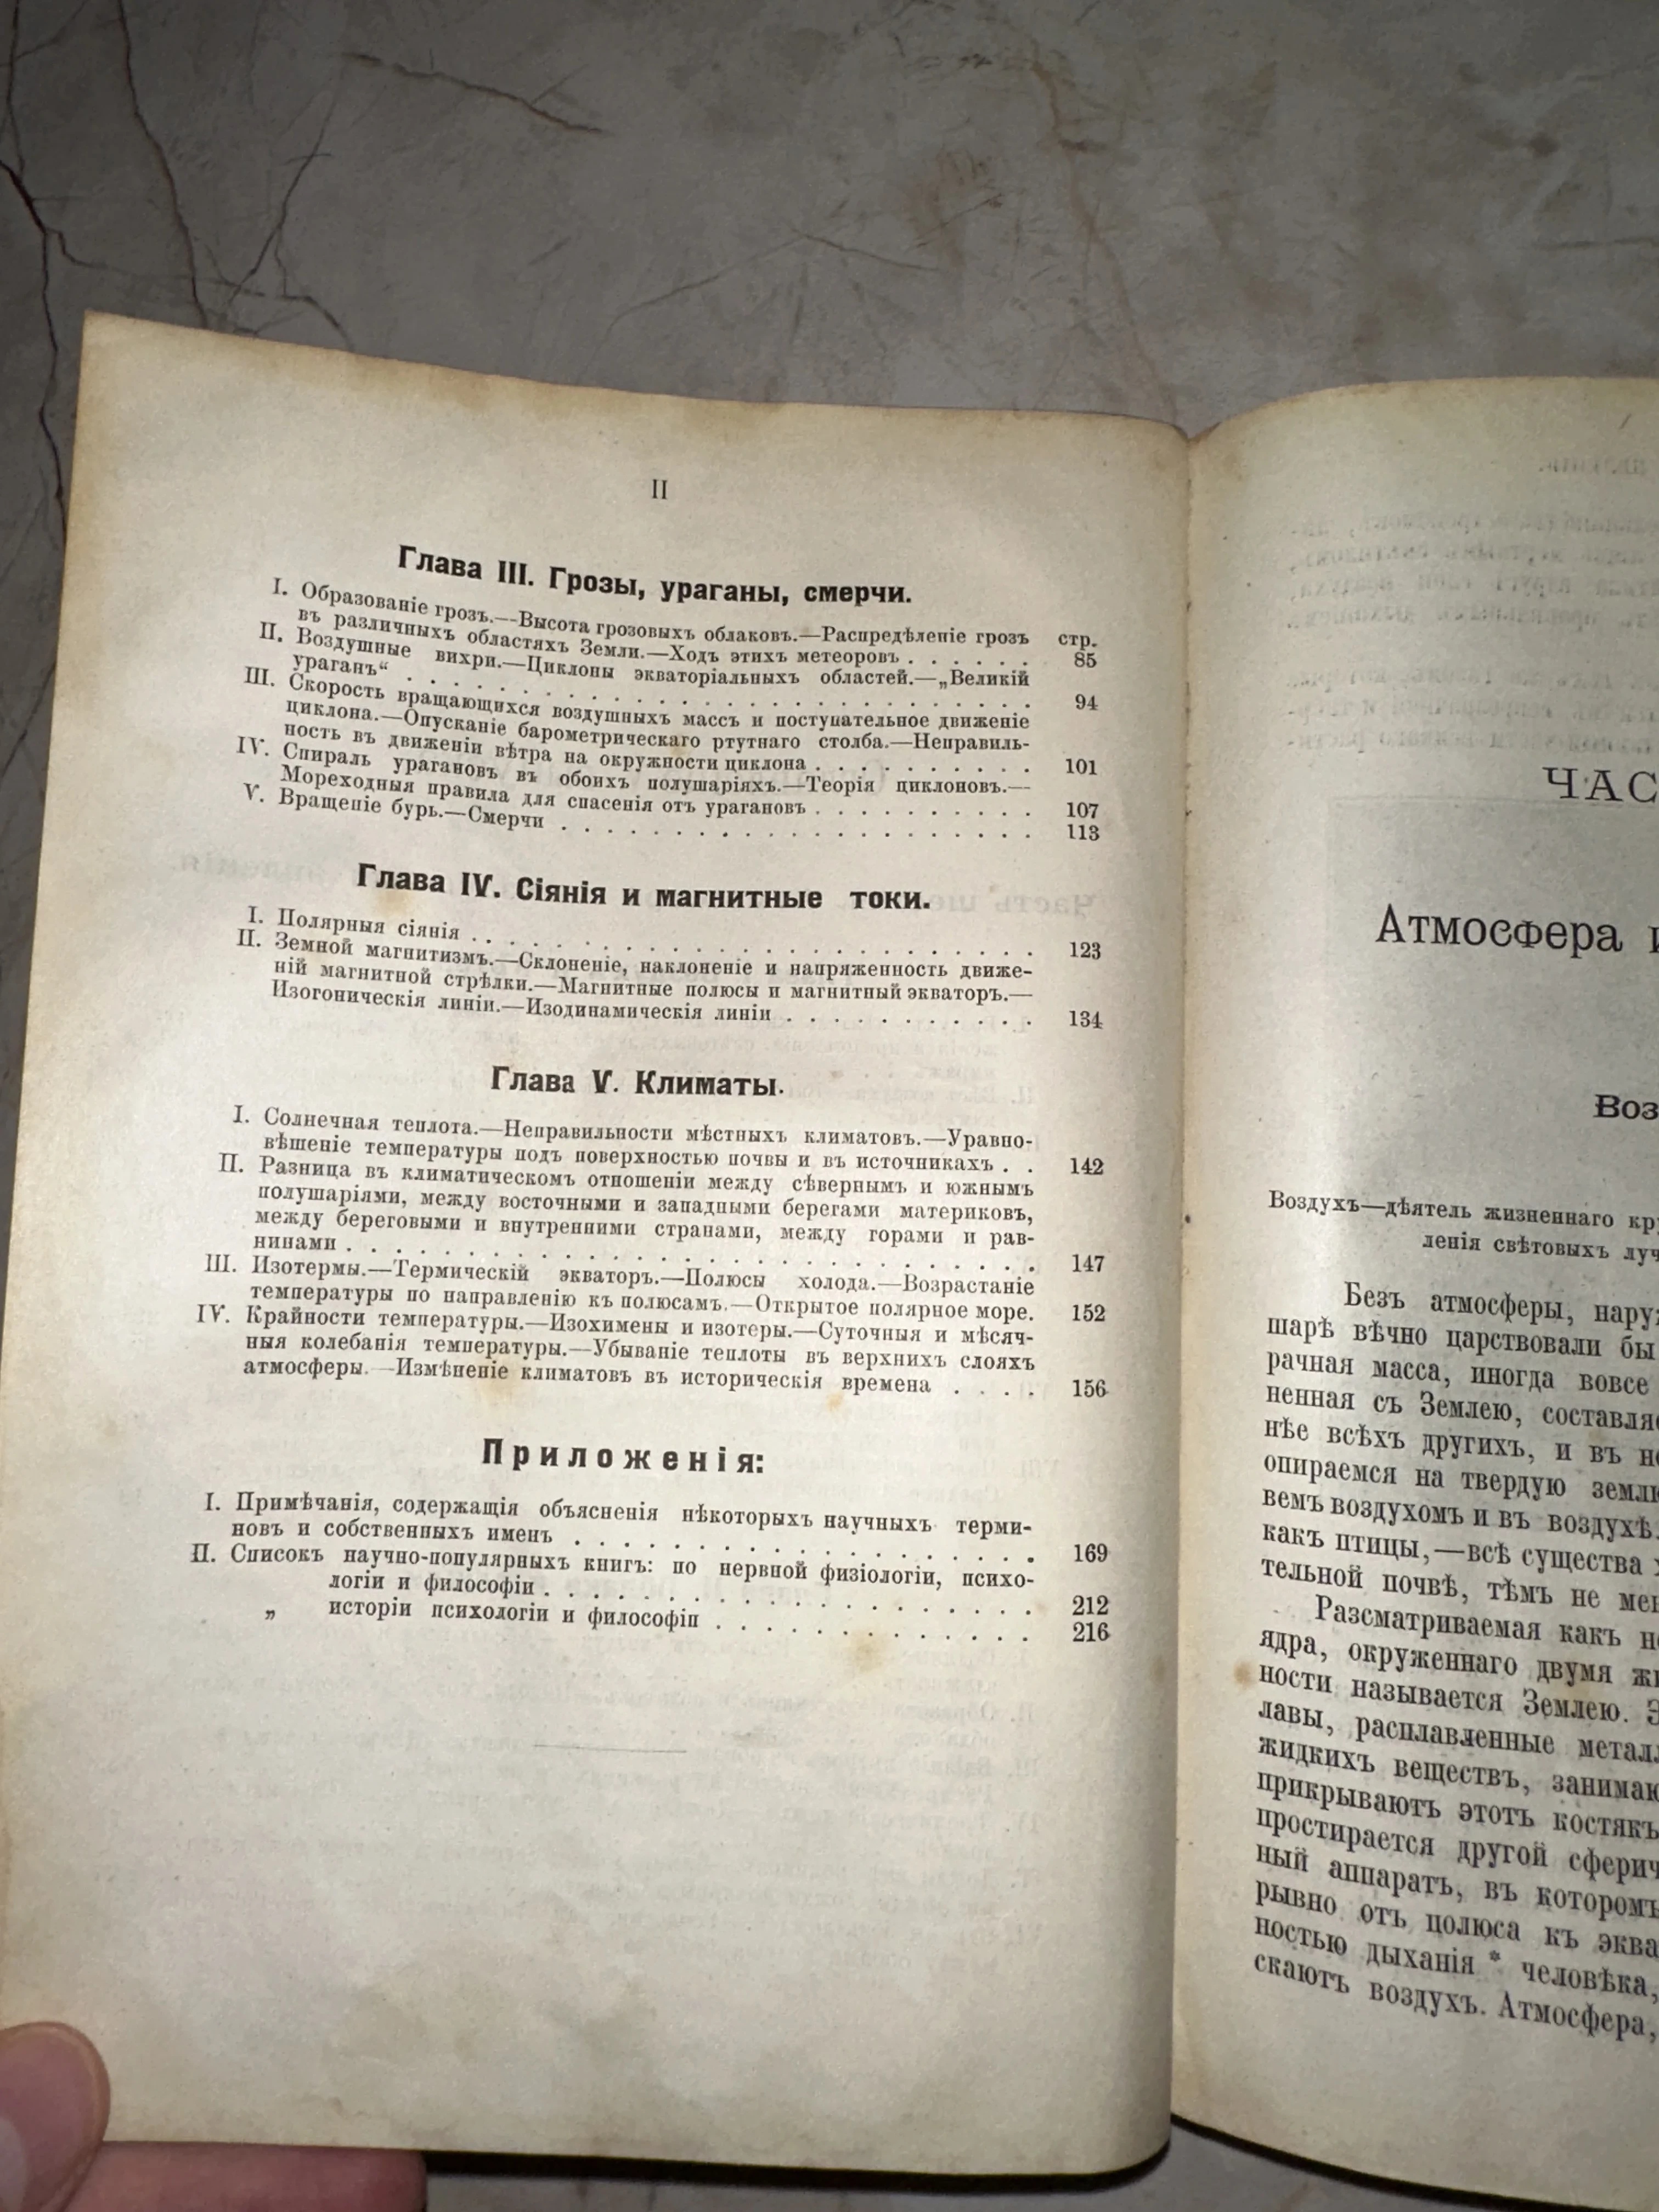 II
Глава III. Грозы, ураганы, смерчи.
стр.
I. Образованіе грозъ.—Высота грозовыхъ облаковъ.—Распредѣленіе грозъ
въ различныхъ областяхъ Земли.—Ходъ этихъ метеоровъ . . . . . . 85
II. Воздушные вихри.—Циклоны экваторіальныхъ областей.—„Великій
ураганъ“ . . . . . . . . . . . . . . . . . . . . 94
III. Скорость вращающихся воздушныхъ массъ и поступательное движеніе
циклона.—Опусканіе барометрическаго ртутнаго столба.—Неправиль-
ность въ движеніи вѣтра на окружности циклона . . . . . . . . . . 101
IV. Спираль урагановъ въ обоихъ полушаріяхъ.—Теорія циклоновъ.—
Мореходныя правила для спасенія отъ урагановъ . . . . . . . . . . 107
V. Вращеніе бурь.—Смерчи . . . . . . . . . . . . . . . . . . . . 113
Глава IV. Сіянія и магнитные токи.
I. Полярныя сіянія . . . . . . . . . . . . . . . . . . . . 123
II. Земной магнитизмъ.—Склоненіе, наклоненіе и напряженность движе-
ній магнитной стрѣлки.—Магнитные полюсы и магнитный экваторъ.—
Изогоническія линіи.—Изодинамическія линіи . . . . . . . . . . . 134
Глава V. Климаты.
I. Солнечная теплота.—Неправильности мѣстныхъ климатовъ.—Уравно-
вѣшеніе температуры подъ поверхностью почвы и въ источникахъ . . 142
II. Разница въ климатическомъ отношеніи между сѣвернымъ и южнымъ
полушаріями, между восточными и западными берегами материковъ,
между береговыми и внутренними странами, между горами и рав-
нинами . . . . . . . . . . . . . . . . . . . . 147
III. Изотермы.—Термическій экваторъ.—Полюсы холода.—Возрастаніе
температуры по направленію къ полюсамъ.—Открытое полярное море. 152
IV. Крайности температуры.—Изохимены и изотеры.—Суточныя и мѣсяч-
ныя колебанія температуры.—Убываніе теплоты въ верхнихъ слояхъ
атмосферы.—Измѣненіе климатовъ въ историческія времена . . . . 156
Приложенія:
I. Примѣчанія, содержащія объясненія нѣкоторыхъ научныхъ терми-
новъ и собственныхъ именъ . . . . . . . . . . . . . . . . . 169
II. Списокъ научно-популярныхъ книгъ: по нервной физіологіи, психо-
логіи и философіи . . . . . . . . . . . . . . . . . . . 212
„ исторіи психологіи и философіи . . . . . . . . . . . . 216
ЧАС
Атмосфера
Воз
Воздухъ—дѣятель жизненнаго кр
ленія свѣтовыхъ луч
Безъ атмосферы, нару
шарѣ вѣчно царствовали бы
рачная масса, иногда вовсе
ненная съ Землею, составля
нѣе всѣхъ другихъ, и въ н
опираемся на твердую земл
вемъ воздухомъ и въ воздухѣ.
какъ птицы,—всѣ существа
тельной почвѣ, тѣмъ не ме
Разсматриваемая какъ н
ядра, окруженнаго двумя ж
ности называется Землею. Э
лавы, расплавленные метал
жидкихъ веществъ, занима
прикрываютъ этотъ костякъ
простирается другой сферич
ный аппаратъ, въ которомъ
рывно отъ полюса къ эква
ностью дыханія * человѣка,
скаютъ воздухъ. Атмосфера,